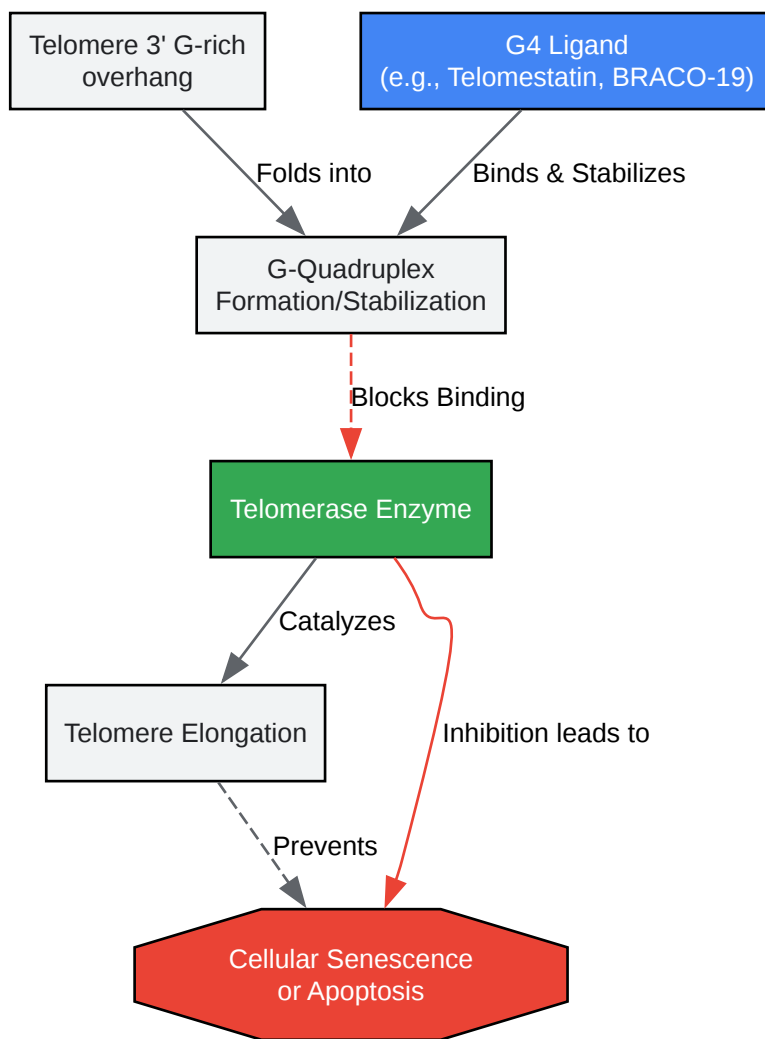 Telomere 3' G-rich
overhang
G4 Ligand
(e.g., Telomestatin, BRACO-19)
Folds into
Binds & Stabilizes
G-Quadruplex
Formation/Stabilization
Blocks Binding
Telomerase Enzyme
Catalyzes
Telomere Elongation
Inhibition leads to
Prevents
Cellular Senescence
or Apoptosis